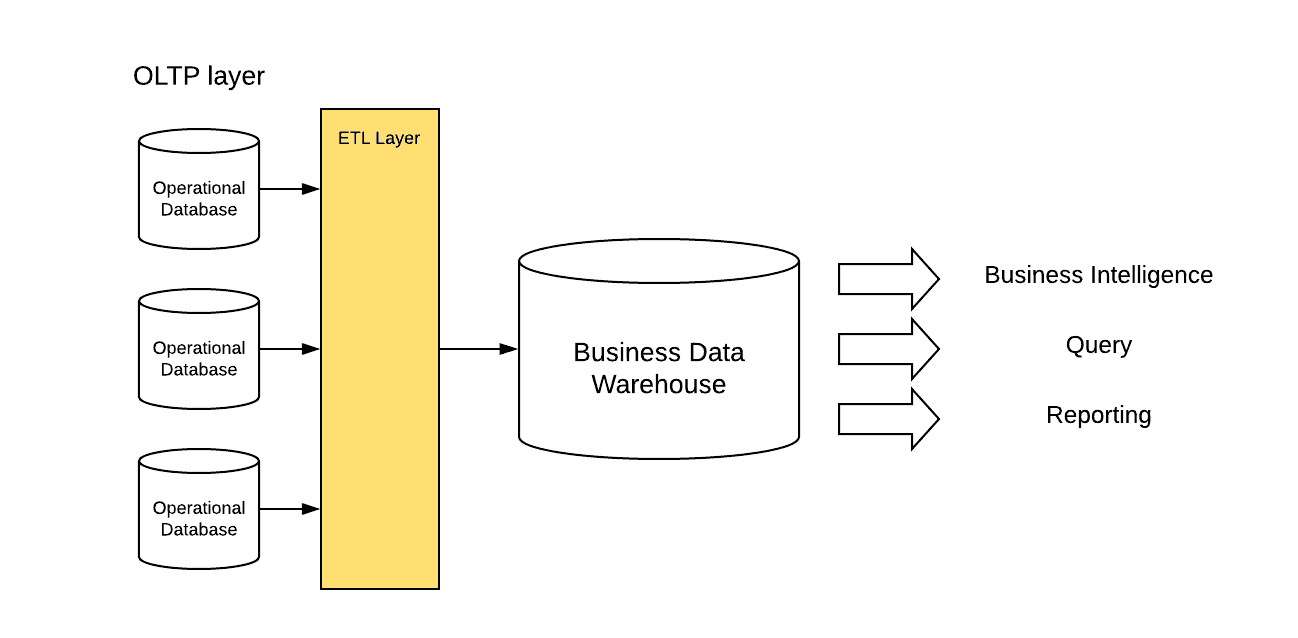 OLTP layer
ETL Layer
Operational
Database
Operational
Database
Operational
Database
Business Data
Warehouse
Business Intelligence
Query
Reporting